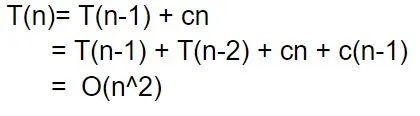 T(n)= T(n-1) + cn
= T(n-1) + T(n-2) + cn + c(n-1)
= O(n^2)